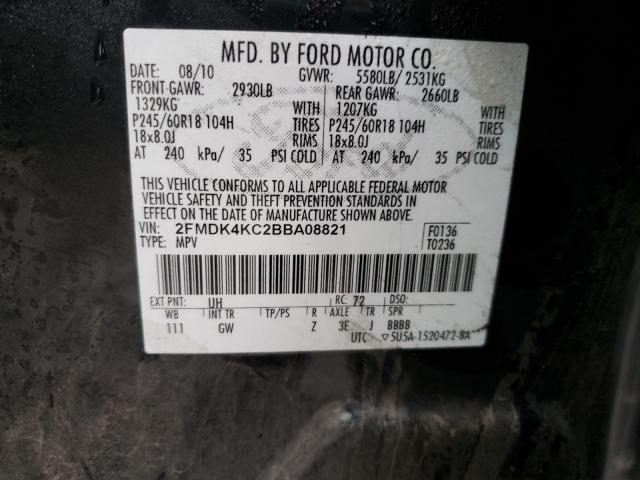 MFD. BY FORD MOTOR CO.
DATE: 08/10 GVWR: 5580LB/ 2531KG
FRONT GAWR: 2930LB REAR GAWR: 2660LB
1329KG WITH 1207KG WITH
P245/60R18 104H TIRES P245/60R18 104H TIRES
18x8.0J RIMS 18x8.0J RIMS
AT 240 kPa/ 35 PSI COLD AT 240 kPa/ 35 PSI COLD
THIS VEHICLE CONFORMS TO ALL APPLICABLE FEDERAL MOTOR
VEHICLE SAFETY AND THEFT PREVENTION STANDARDS IN
EFFECT ON THE DATE OF MANUFACTURE SHOWN ABOVE.
VIN: 2FMDK4KC2BBA08821 F0136
TYPE: MPV T0236
EXT PNT: UH RC: 72 DSO:
WB INT TR TP/PS R AXLE TR SPR
111 GW Z 3E J BBBB
UTC ▽5U5A-1520472-BA